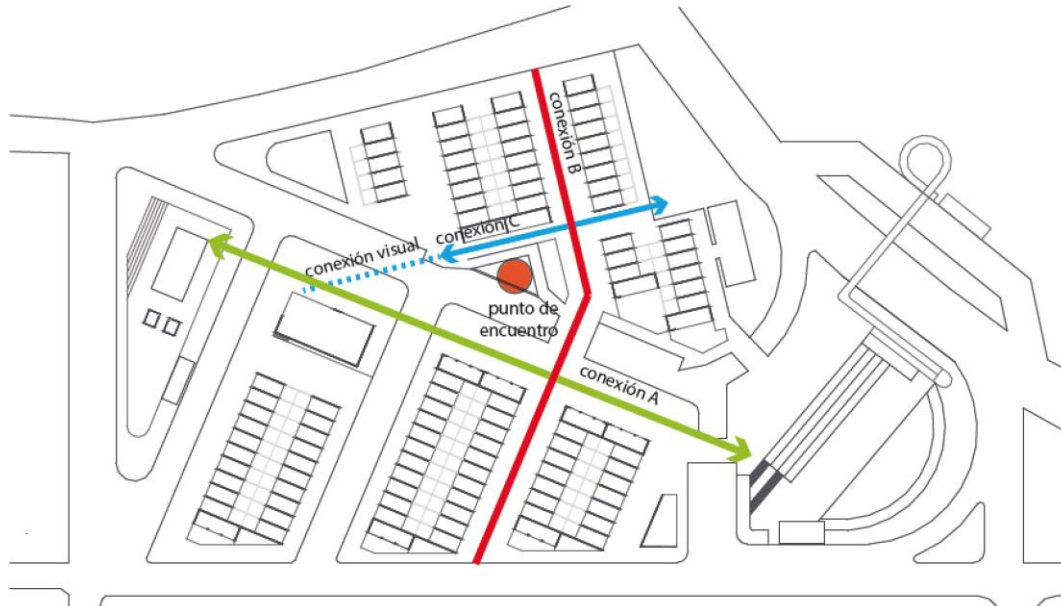 conexión B
conexión C
conexión visual
punto de
encuentro
conexión A